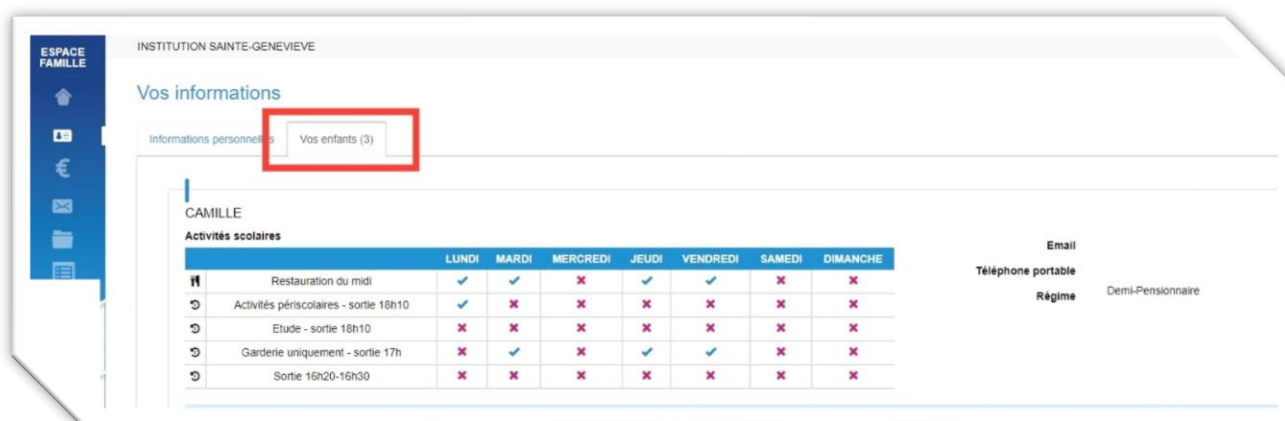 ESPACE
FAMILLE
INSTITUTION SAINTE-GENEVIEVE
Vos informations
Informations personnelles
Vos enfants (3)
CAMILLE
Activités scolaires
LUNDI MARDI MERCREDI JEUDI VENDREDI SAMEDI DIMANCHE
Restauration du midi
Activités périscolaires - sortie 18h10
Etude - sortie 18h10
Garderie uniquement - sortie 17h
Sortie 16h20-16h30
Email
Téléphone portable
Régime Demi-Pensionnaire